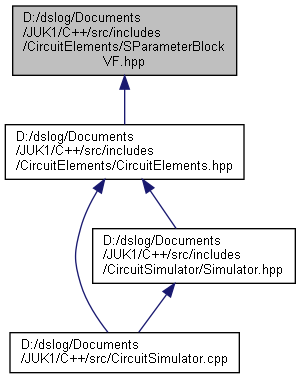 D:/dslog/Documents
/JUK1/C++/src/includes
/CircuitElements/SParameterBlock
VF.hpp
D:/dslog/Documents
/JUK1/C++/src/includes
/CircuitElements/CircuitElements.hpp
D:/dslog/Documents
/JUK1/C++/src/includes
/CircuitSimulator/Simulator.hpp
D:/dslog/Documents
/JUK1/C++/src/CircuitSimulator.cpp